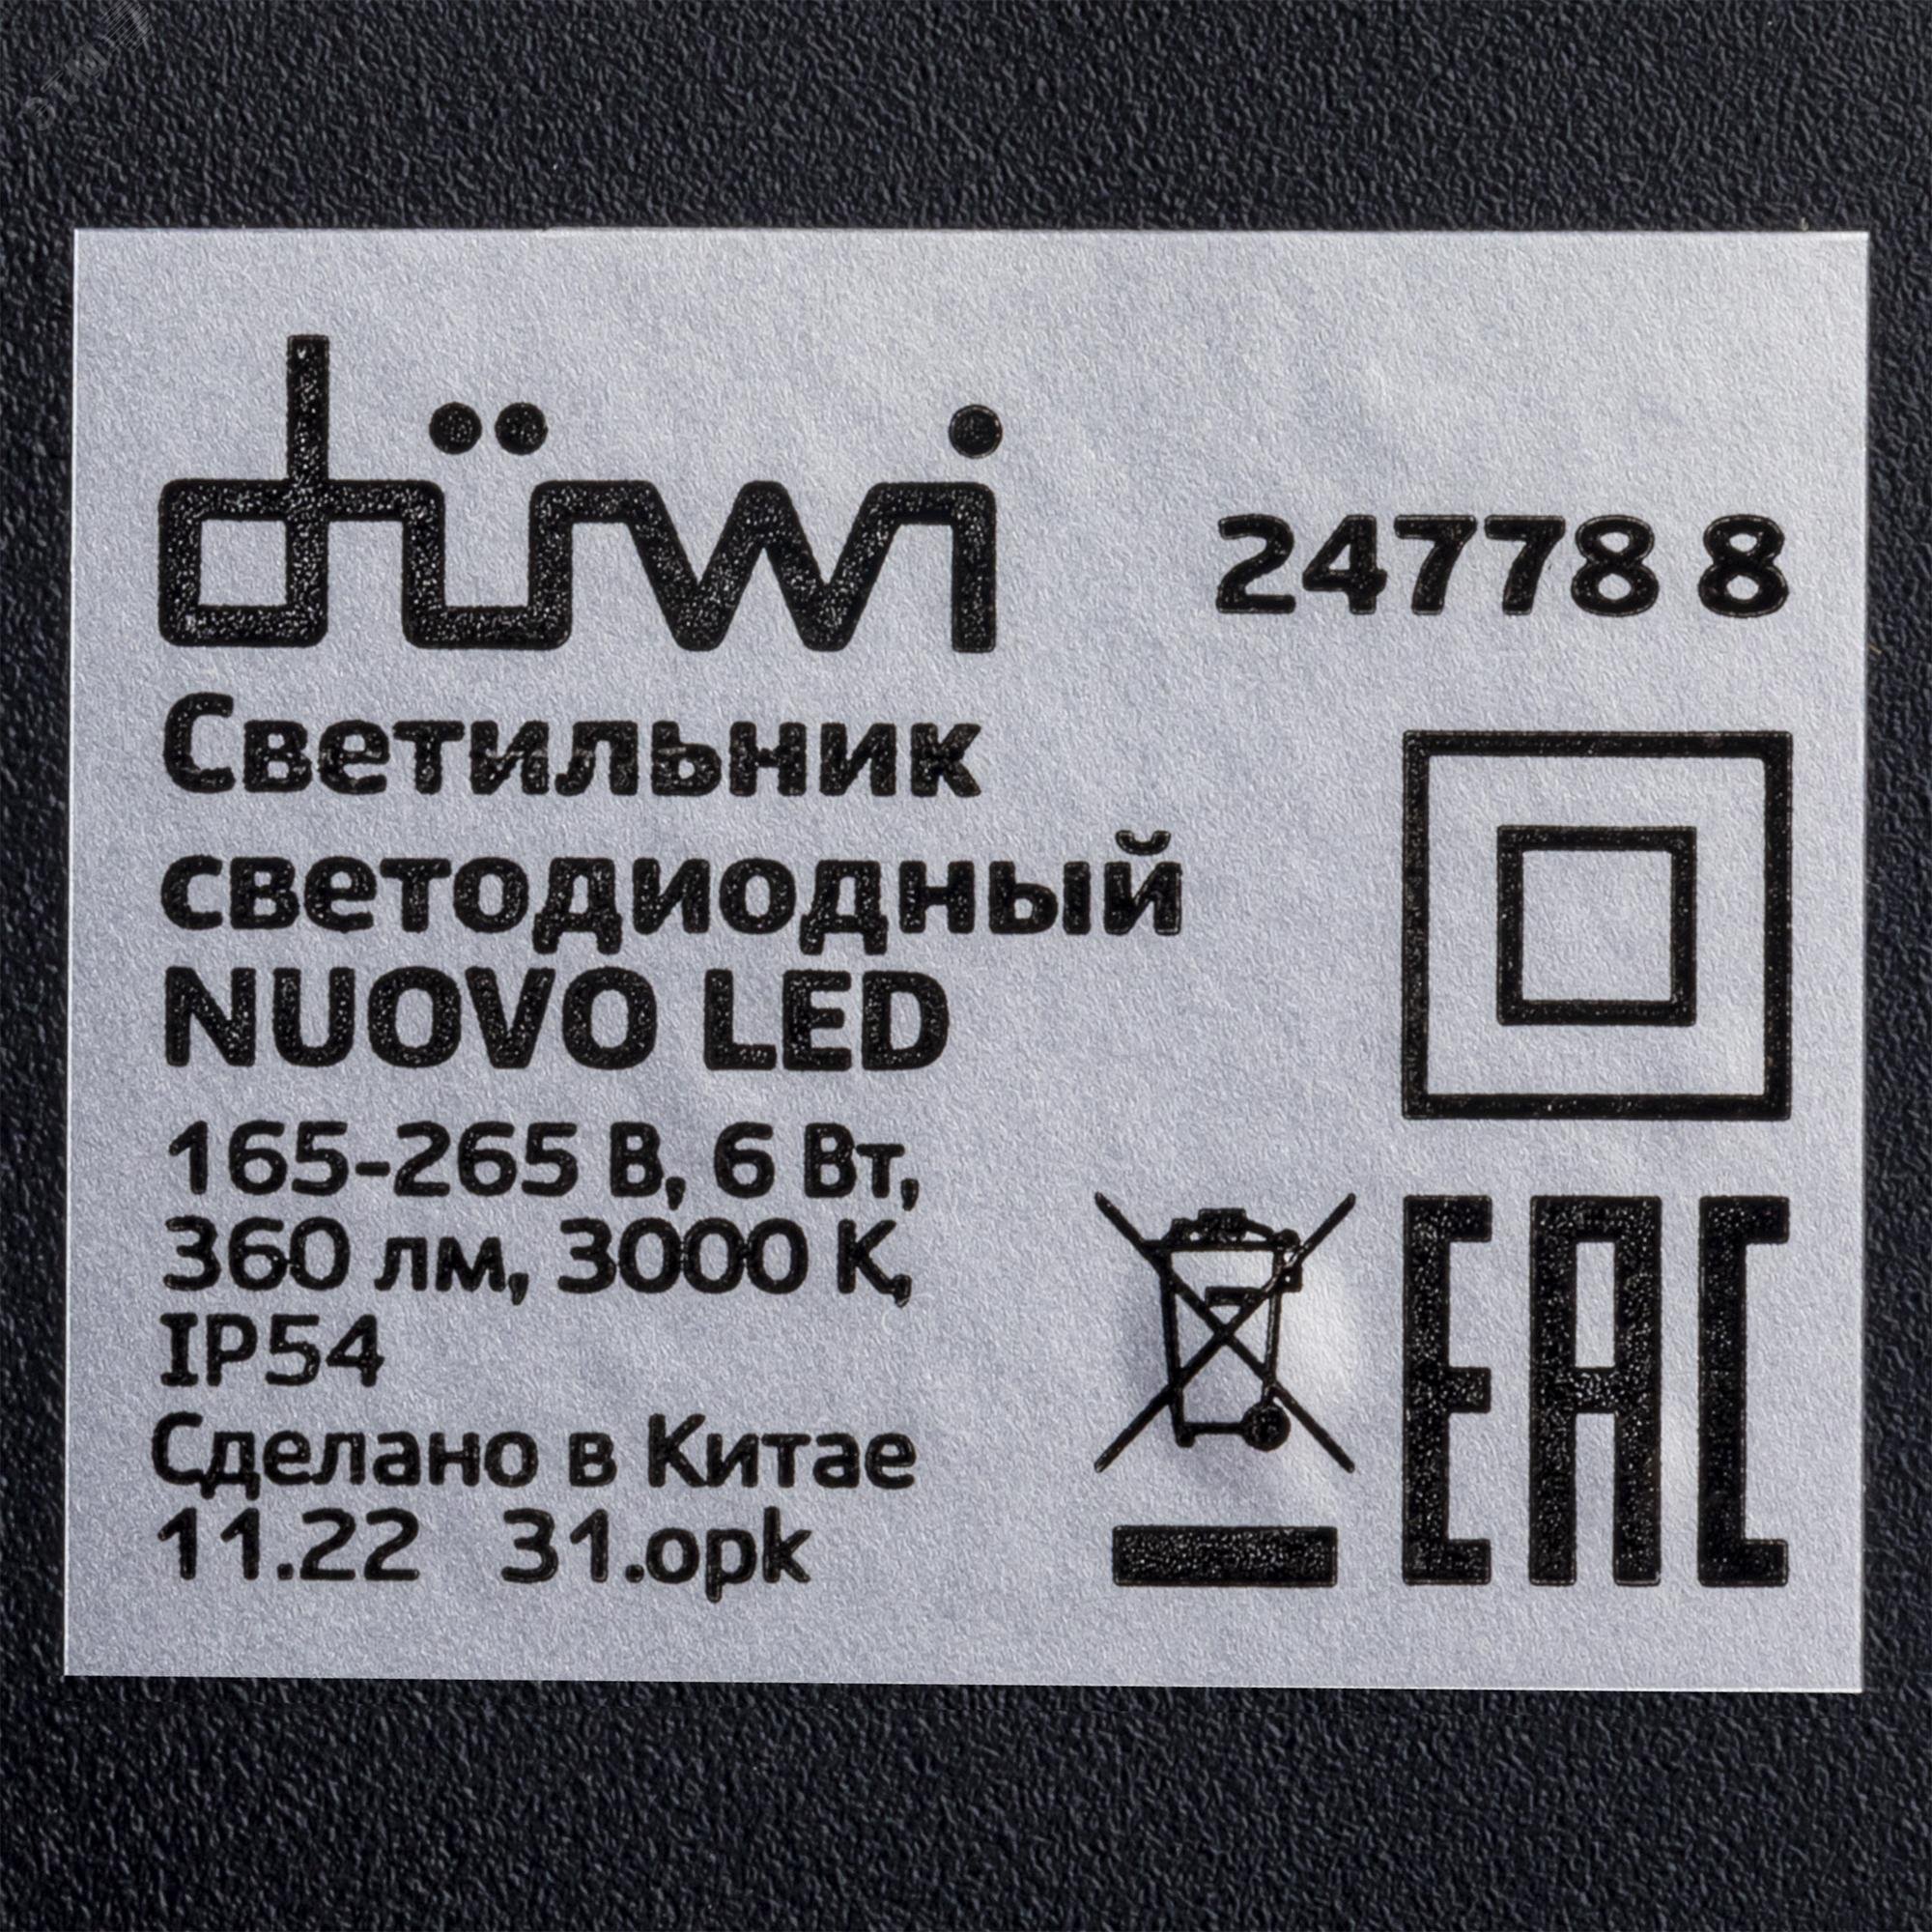 düwi
24778 8
Светильник
светодиодный
NUOVO LED
165-265 В, 6 Вт,
360 лм, 3000 К,
IP54
Сделано в Китае
11.22 31.opk
EAC